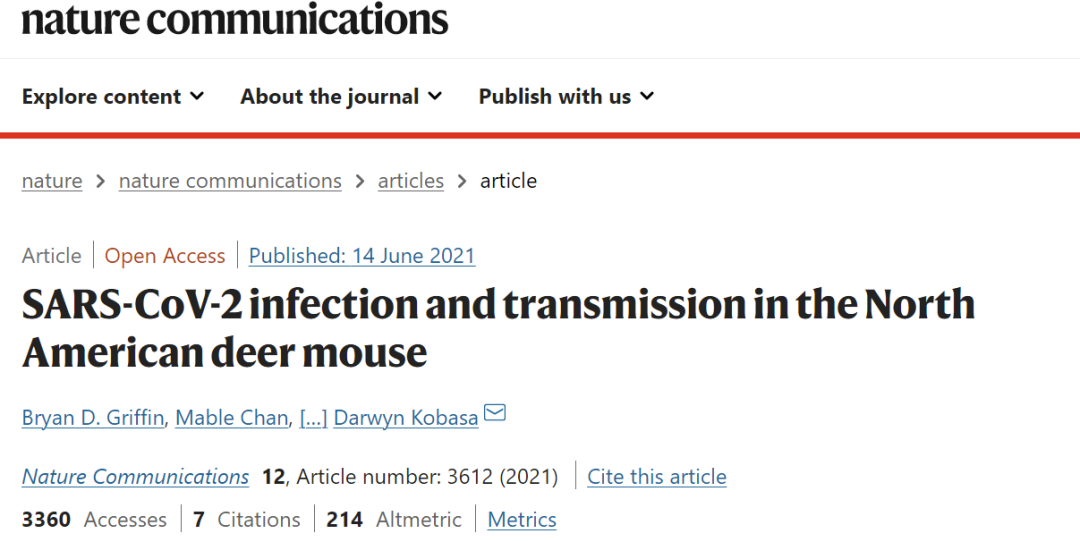 nature communications
Explore content About the journal Publish with us
nature > nature communications > articles > article
Article | Open Access | Published: 14 June 2021
SARS-CoV-2 infection and transmission in the North
American deer mouse
Bryan D. Griffin, Mable Chan, [...] Darwyn Kobasa
Nature Communications 12, Article number: 3612 (2021) | Cite this article
3360 Accesses | 7 Citations | 214 Altmetric | Metrics